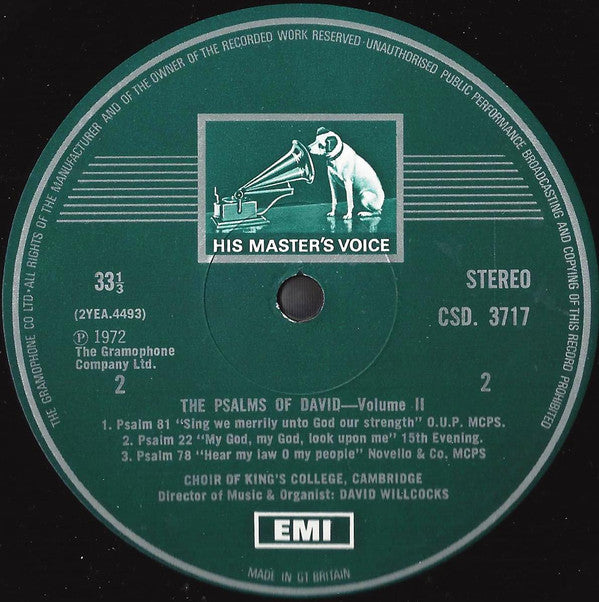 THE GRAMOPHONE CO LTD·ALL RIGHTS OF THE MANUFACTURER AND OF THE OWNER OF THE RECORDED WORK RESERVED·UNAUTHORISED PUBLIC PERFORMANCE BROADCASTING AND COPYING OF THIS RECORD PROHIBITED
HIS MASTER'S VOICE
33⅓
STEREO
(2YEA.4493)
CSD. 3717
Ⓟ 1972
The Gramophone
Company Ltd.
2
2
THE PSALMS OF DAVID—Volume II
1. Psalm 81 "Sing we merrily unto God our strength" O.U.P. MCPS.
2. Psalm 22 "My God, my God, look upon me" 15th Evening.
3. Psalm 78 "Hear my law O my people" Novello & Co. MCPS
CHOIR OF KING'S COLLEGE, CAMBRIDGE
Director of Music & Organist: DAVID WILLCOCKS
EMI
MADE IN GT BRITAIN